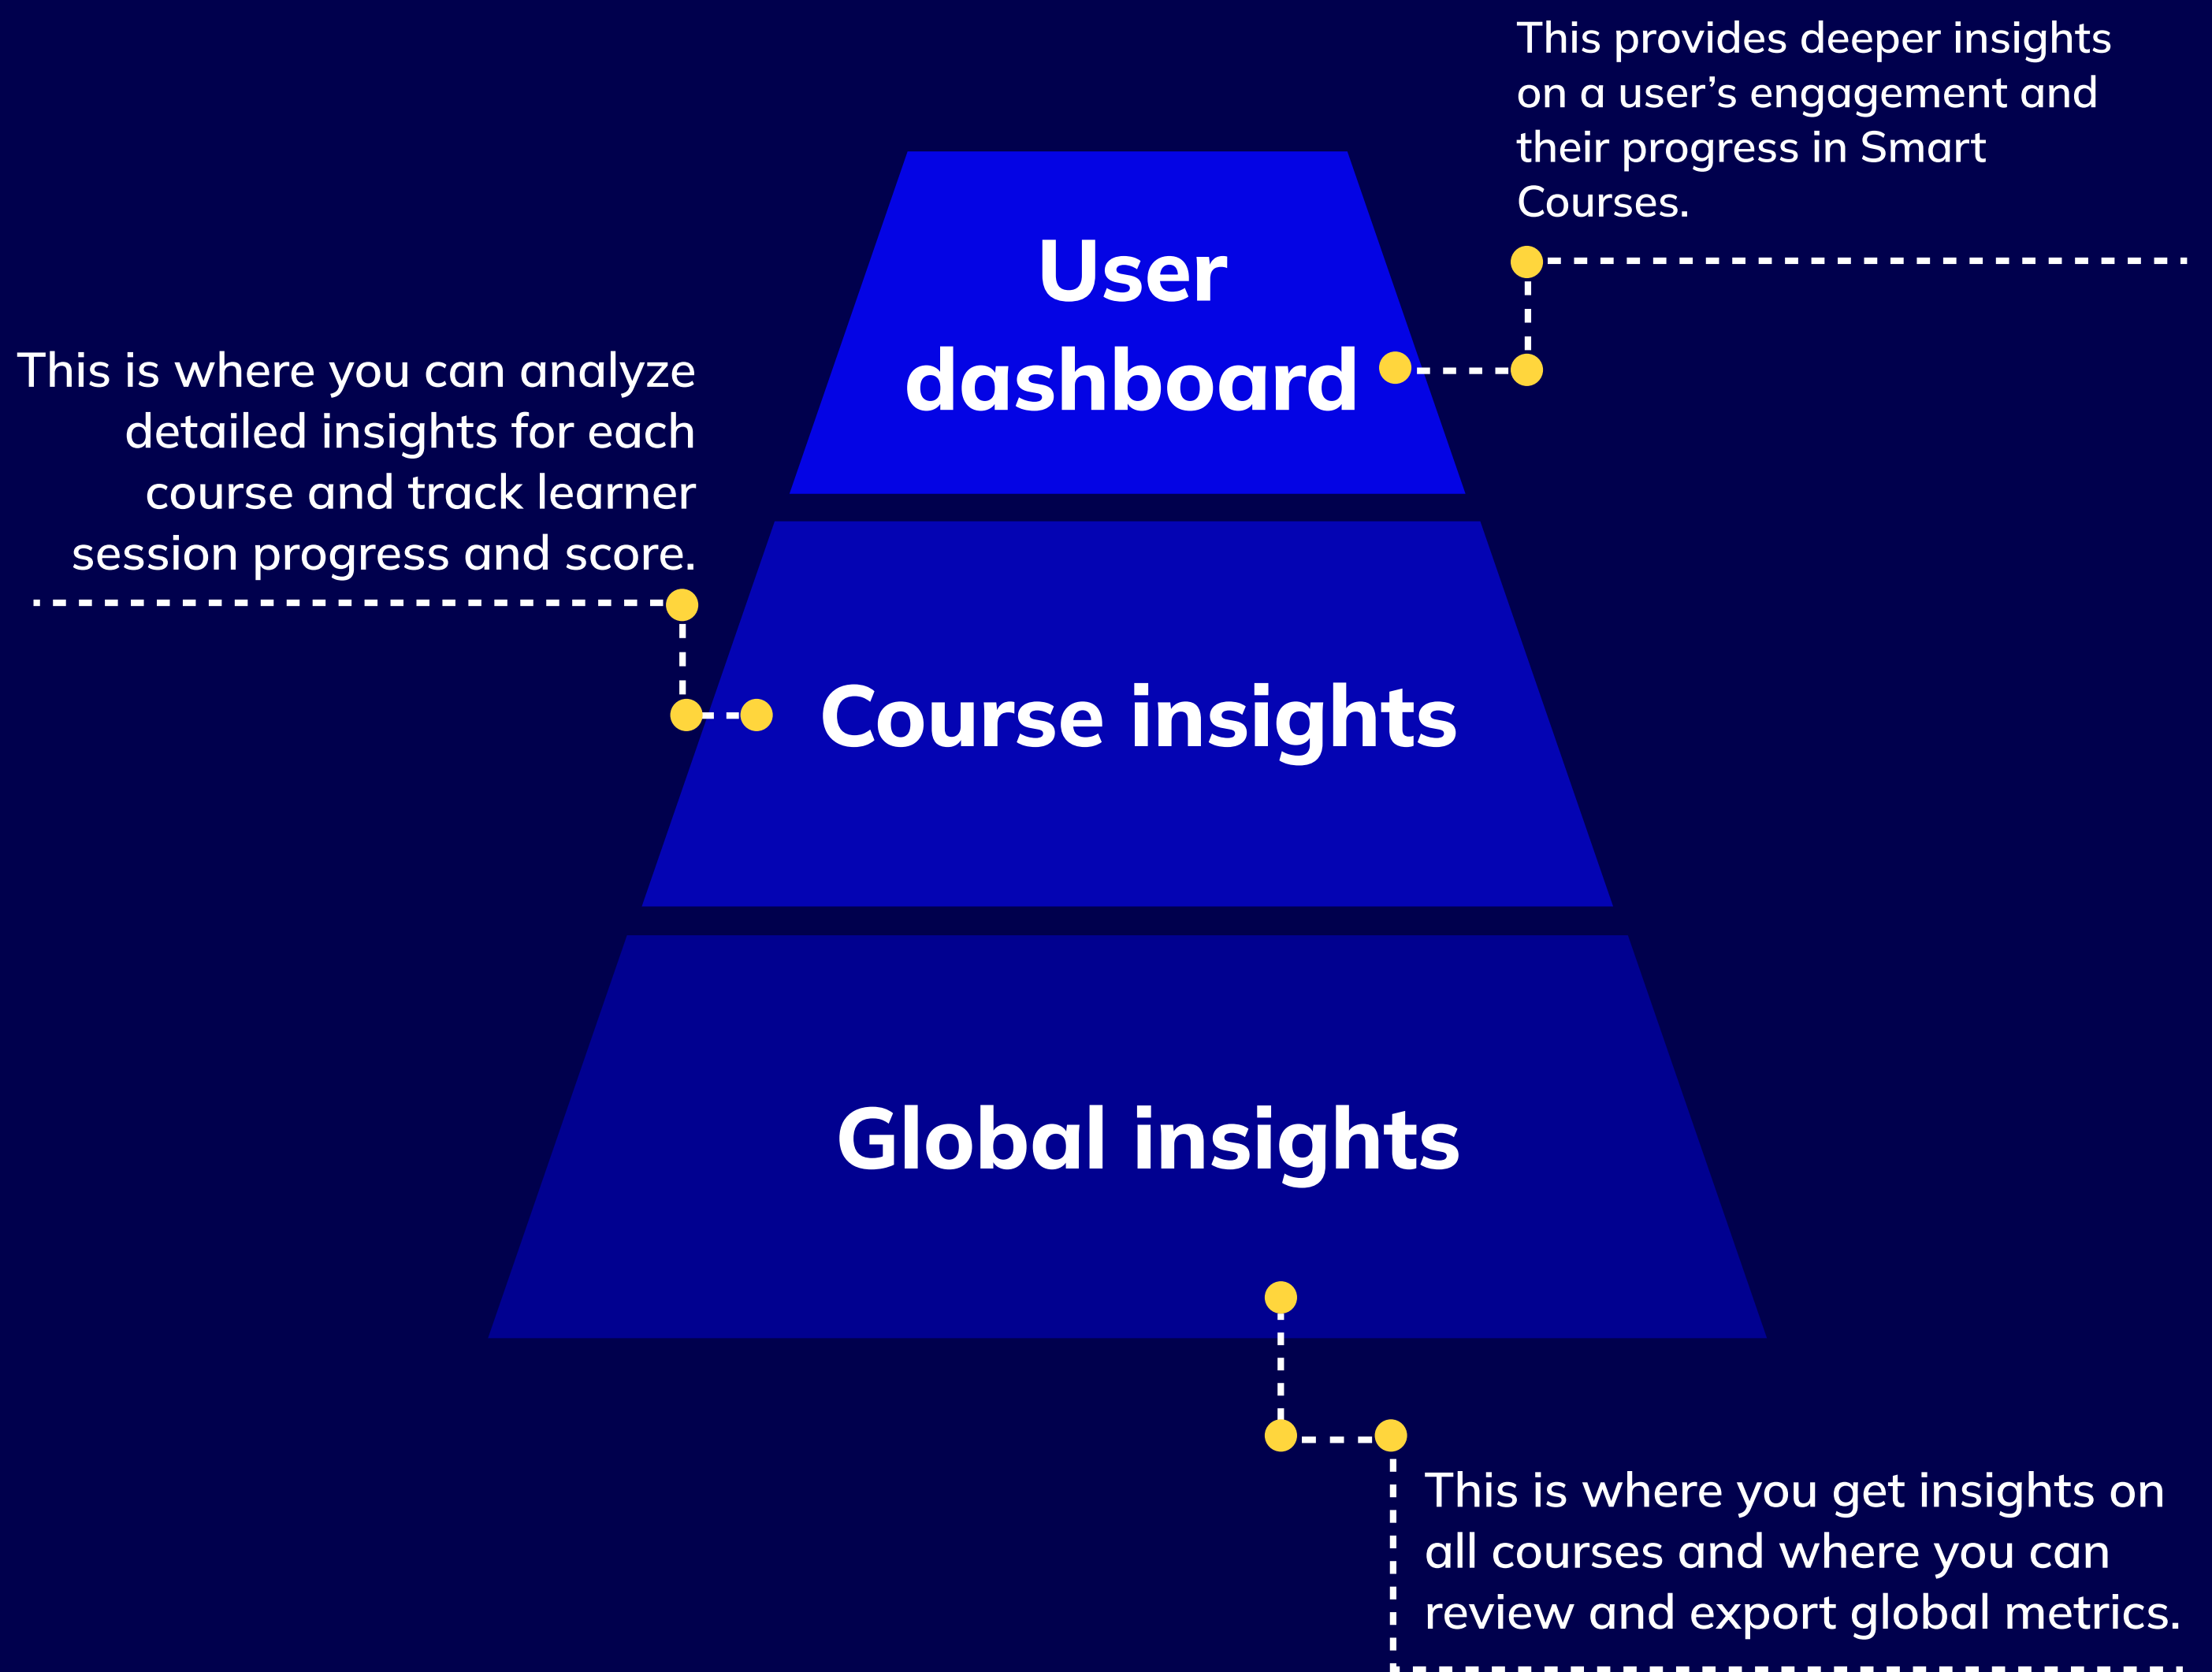 This provides deeper insights
on a user’s engagement and
their progress in Smart
Courses.
User
dashboard
This is where you can analyze
detailed insights for each
course and track learner
session progress and score.
Course insights
Global insights
This is where you get insights on
all courses and where you can
review and export global metrics.